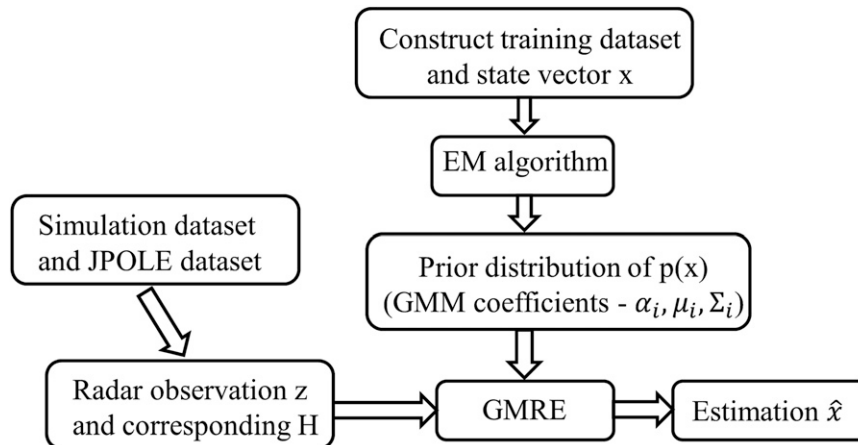 Construct training dataset
and state vector x
EM algorithm
Simulation dataset
and JPOLE dataset
Prior distribution of p(x)
(GMM coefficients - αᵢ, μᵢ, Σᵢ)
Radar observation z
and corresponding H
GMRE
Estimation x̂